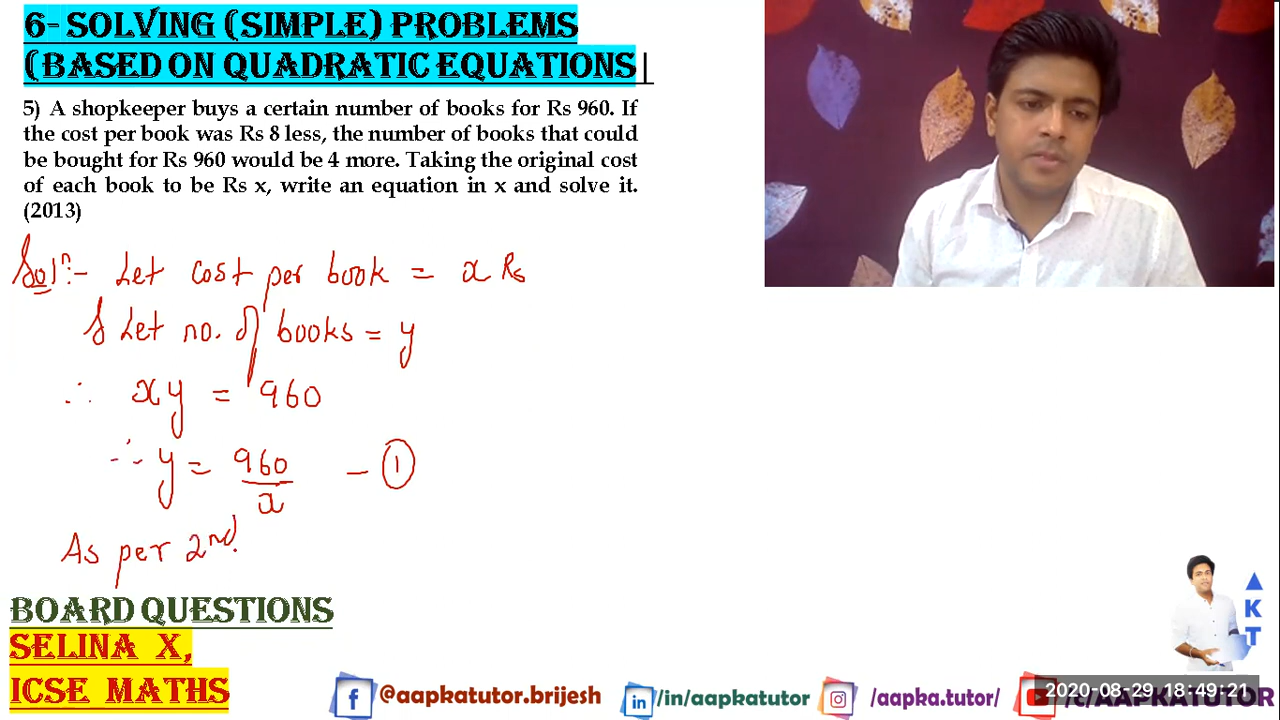 6- SOLVING (SIMPLE) PROBLEMS
(BASED ON QUADRATIC EQUATIONS
5) A shopkeeper buys a certain number of books for Rs 960. If
the cost per book was Rs 8 less, the number of books that could
be bought for Rs 960 would be 4 more. Taking the original cost
of each book to be Rs x, write an equation in x and solve it.
(2013)
Solⁿ:- Let cost per book = x Rs
& Let no. of books = y
∴ xy = 960
∴ y = 960/x - ①
As per 2nd
BOARD QUESTIONS
SELINA X,
ICSE MATHS
AKT
@aapkatutor.brijesh
/in/aapkatutor
/aapka.tutor/
/c/AAPKATUTOR
2020-08-29 18:49:21